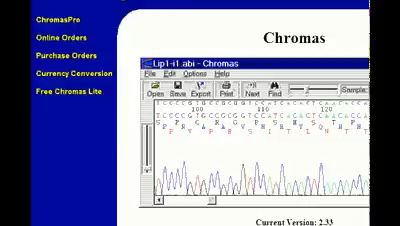 ChromasPro
Online Orders
Purchase Orders
Currency Conversion
Free Chromas Lite
Chromas
Lip1-i1.abi - Chromas
File Edit Options Help
Open Save Export Print Next Find Sample
100 110 120
Current Version: 2.33